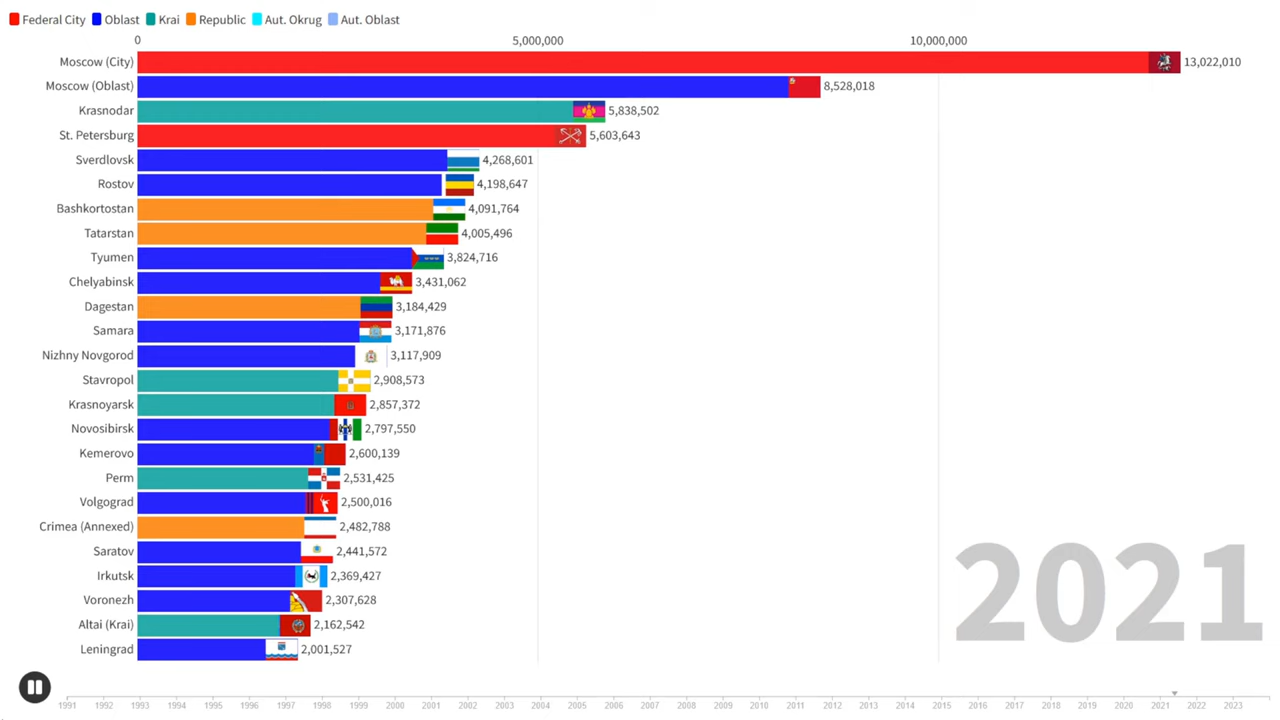 Federal City Oblast Krai Republic Aut. Okrug Aut. Oblast
0 5,000,000 10,000,000
Moscow (City) 13,022,010
Moscow (Oblast) 8,528,018
Krasnodar 5,838,502
St. Petersburg 5,603,643
Sverdlovsk 4,268,601
Rostov 4,198,647
Bashkortostan 4,091,764
Tatarstan 4,005,496
Tyumen 3,824,716
Chelyabinsk 3,431,062
Dagestan 3,184,429
Samara 3,171,876
Nizhny Novgorod 3,117,909
Stavropol 2,908,573
Krasnoyarsk 2,857,372
Novosibirsk 2,797,550
Kemerovo 2,600,139
Perm 2,531,425
Volgograd 2,500,016
Crimea (Annexed) 2,482,788
Saratov 2,441,572
Irkutsk 2,369,427
Voronezh 2,307,628
Altai (Krai) 2,162,542
Leningrad 2,001,527
2021
1991 1992 1993 1994 1995 1996 1997 1998 1999 2000 2001 2002 2003 2004 2005 2006 2007 2008 2009 2010 2011 2012 2013 2014 2015 2016 2017 2018 2019 2020 2021 2022 2023